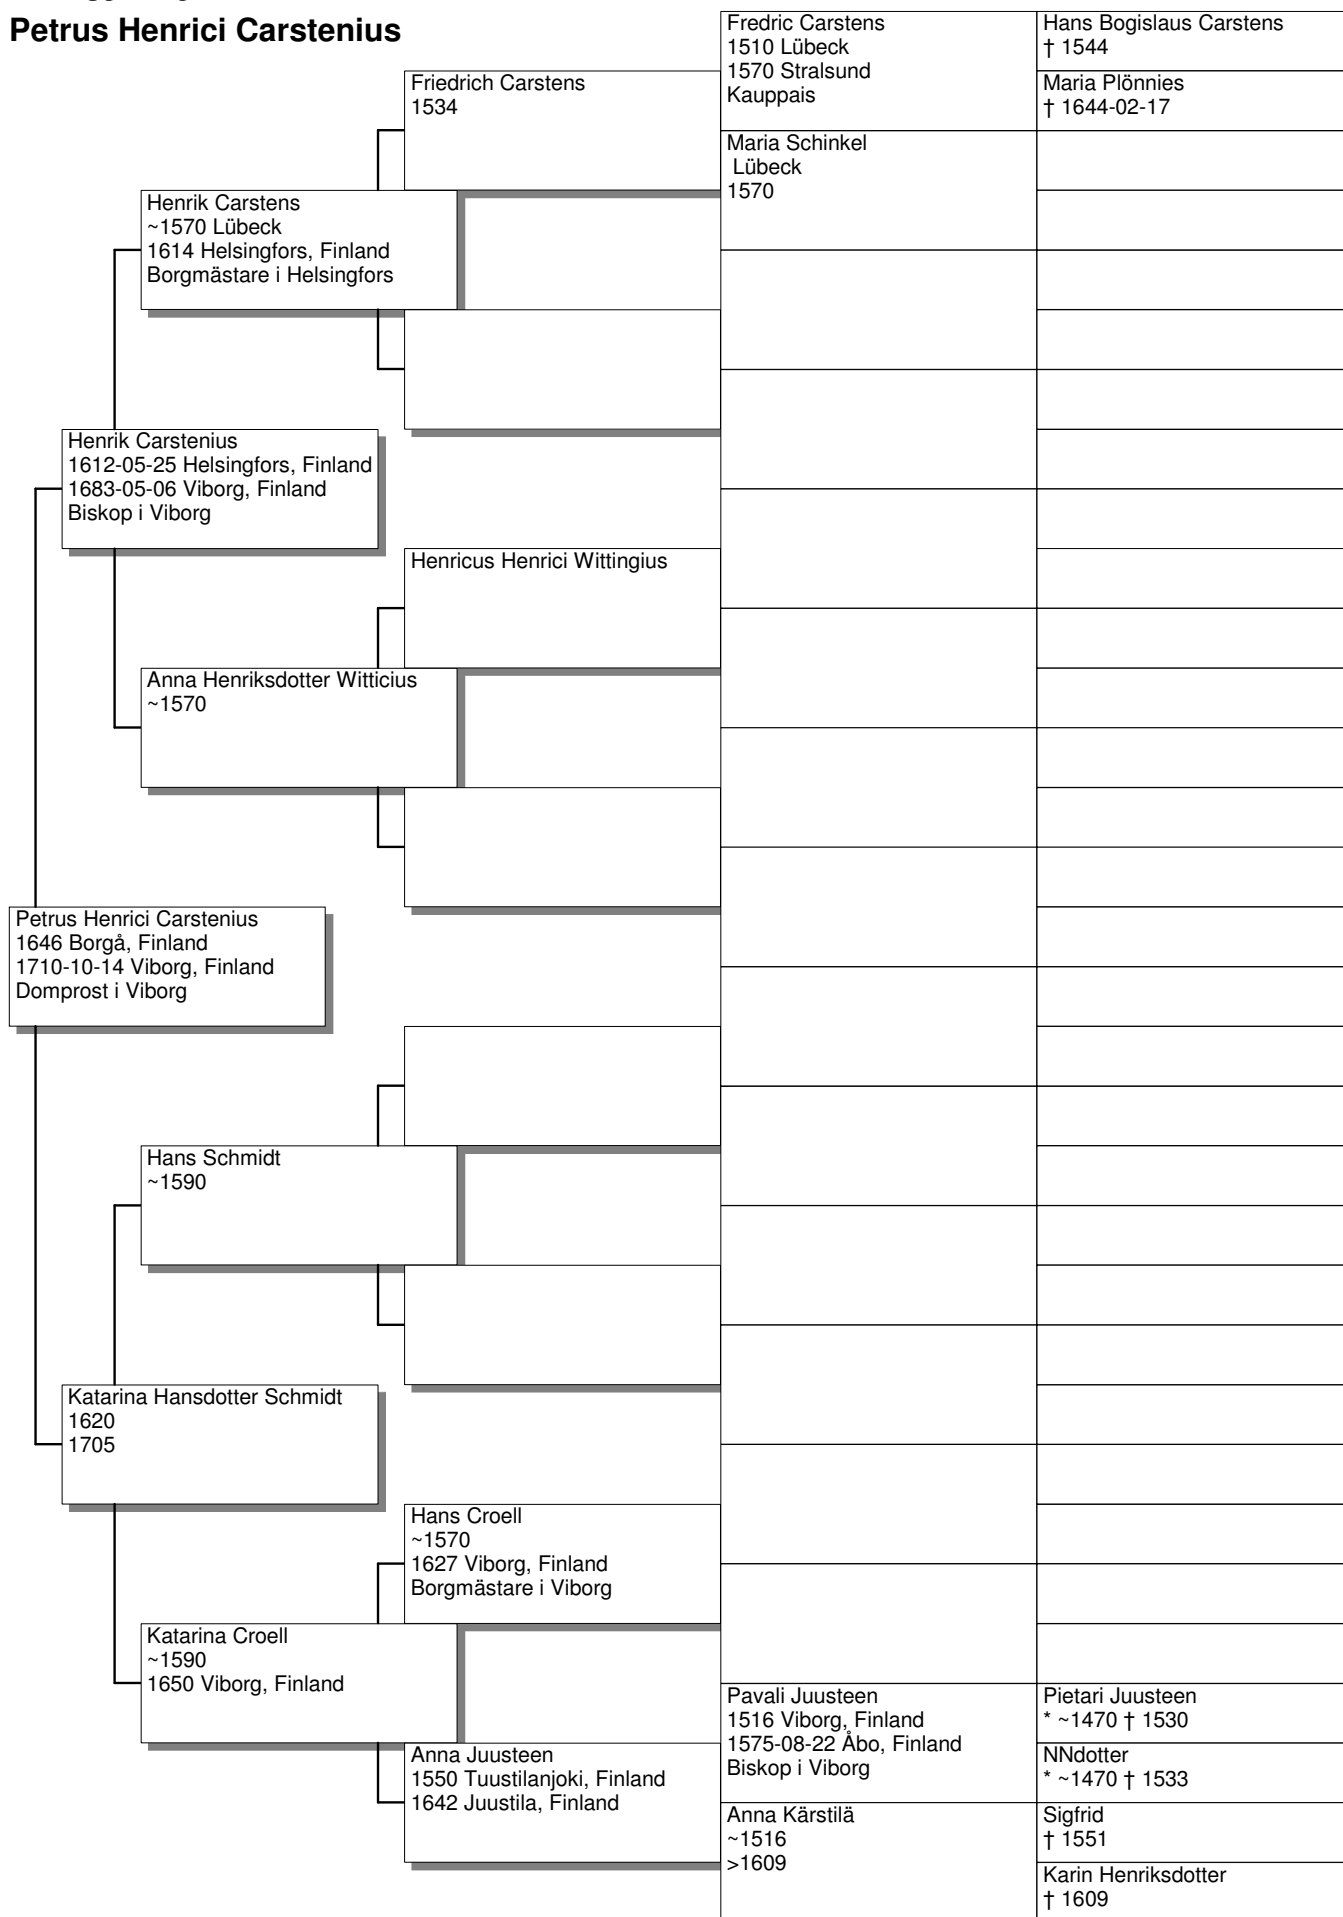 Petrus Henrici Carstenius
Fredric Carstens
1510 Lübeck
1570 Stralsund
Kauppais
Hans Bogislaus Carstens
† 1544
Maria Plönnies
† 1644-02-17
Friedrich Carstens
1534
Maria Schinkel
Lübeck
1570
Henrik Carstens
~1570 Lübeck
1614 Helsingfors, Finland
Borgmästare i Helsingfors
Henrik Carstenius
1612-05-25 Helsingfors, Finland
1683-05-06 Viborg, Finland
Biskop i Viborg
Henricus Henrici Wittingius
Anna Henriksdotter Witticius
~1570
Petrus Henrici Carstenius
1646 Borgå, Finland
1710-10-14 Viborg, Finland
Domprost i Viborg
Hans Schmidt
~1590
Katarina Hansdotter Schmidt
1620
1705
Hans Croell
~1570
1627 Viborg, Finland
Borgmästare i Viborg
Katarina Croell
~1590
1650 Viborg, Finland
Anna Juusteen
1550 Tuustilanjoki, Finland
1642 Juustila, Finland
Pavali Juusteen
1516 Viborg, Finland
1575-08-22 Åbo, Finland
Biskop i Viborg
Pietari Juusteen
* ~1470 † 1530
NNdotter
* ~1470 † 1533
Anna Kärstilä
~1516
>1609
Sigfrid
† 1551
Karin Henriksdotter
† 1609